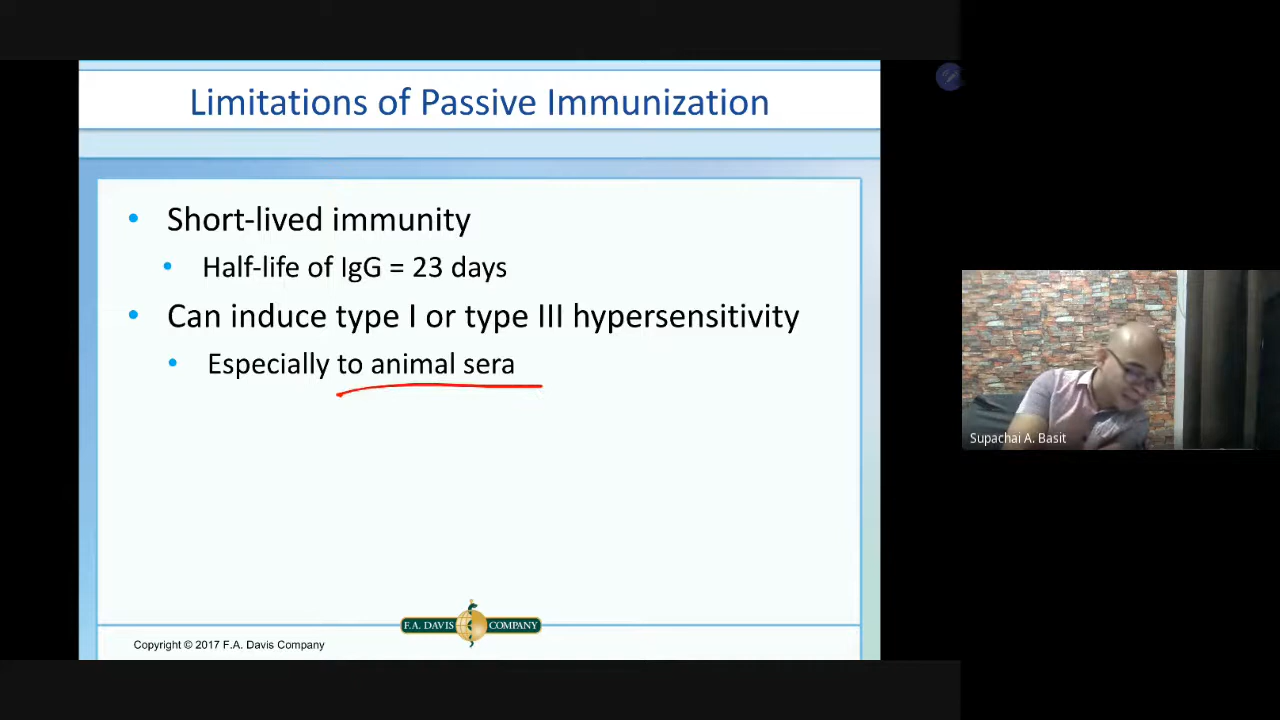 Limitations of Passive Immunization
• Short-lived immunity
• Half-life of IgG = 23 days
• Can induce type I or type III hypersensitivity
• Especially to animal sera
Supachai A. Basit
F.A. DAVIS COMPANY
Copyright © 2017 F.A. Davis Company